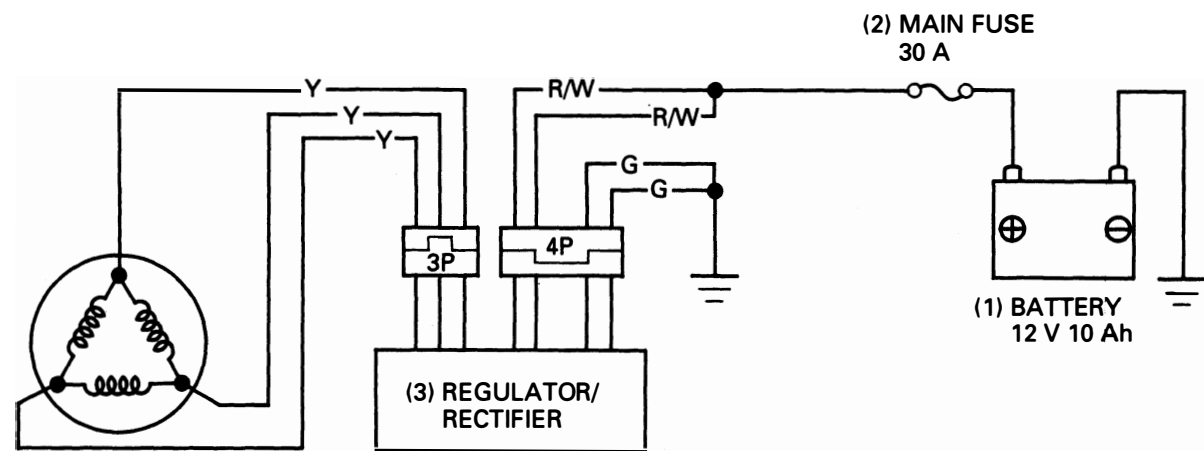 (2) MAIN FUSE
30 A
Y
R/W
Y
R/W
Y
G
G
3P
4P
(1) BATTERY
12 V 10 Ah
(3) REGULATOR/
RECTIFIER